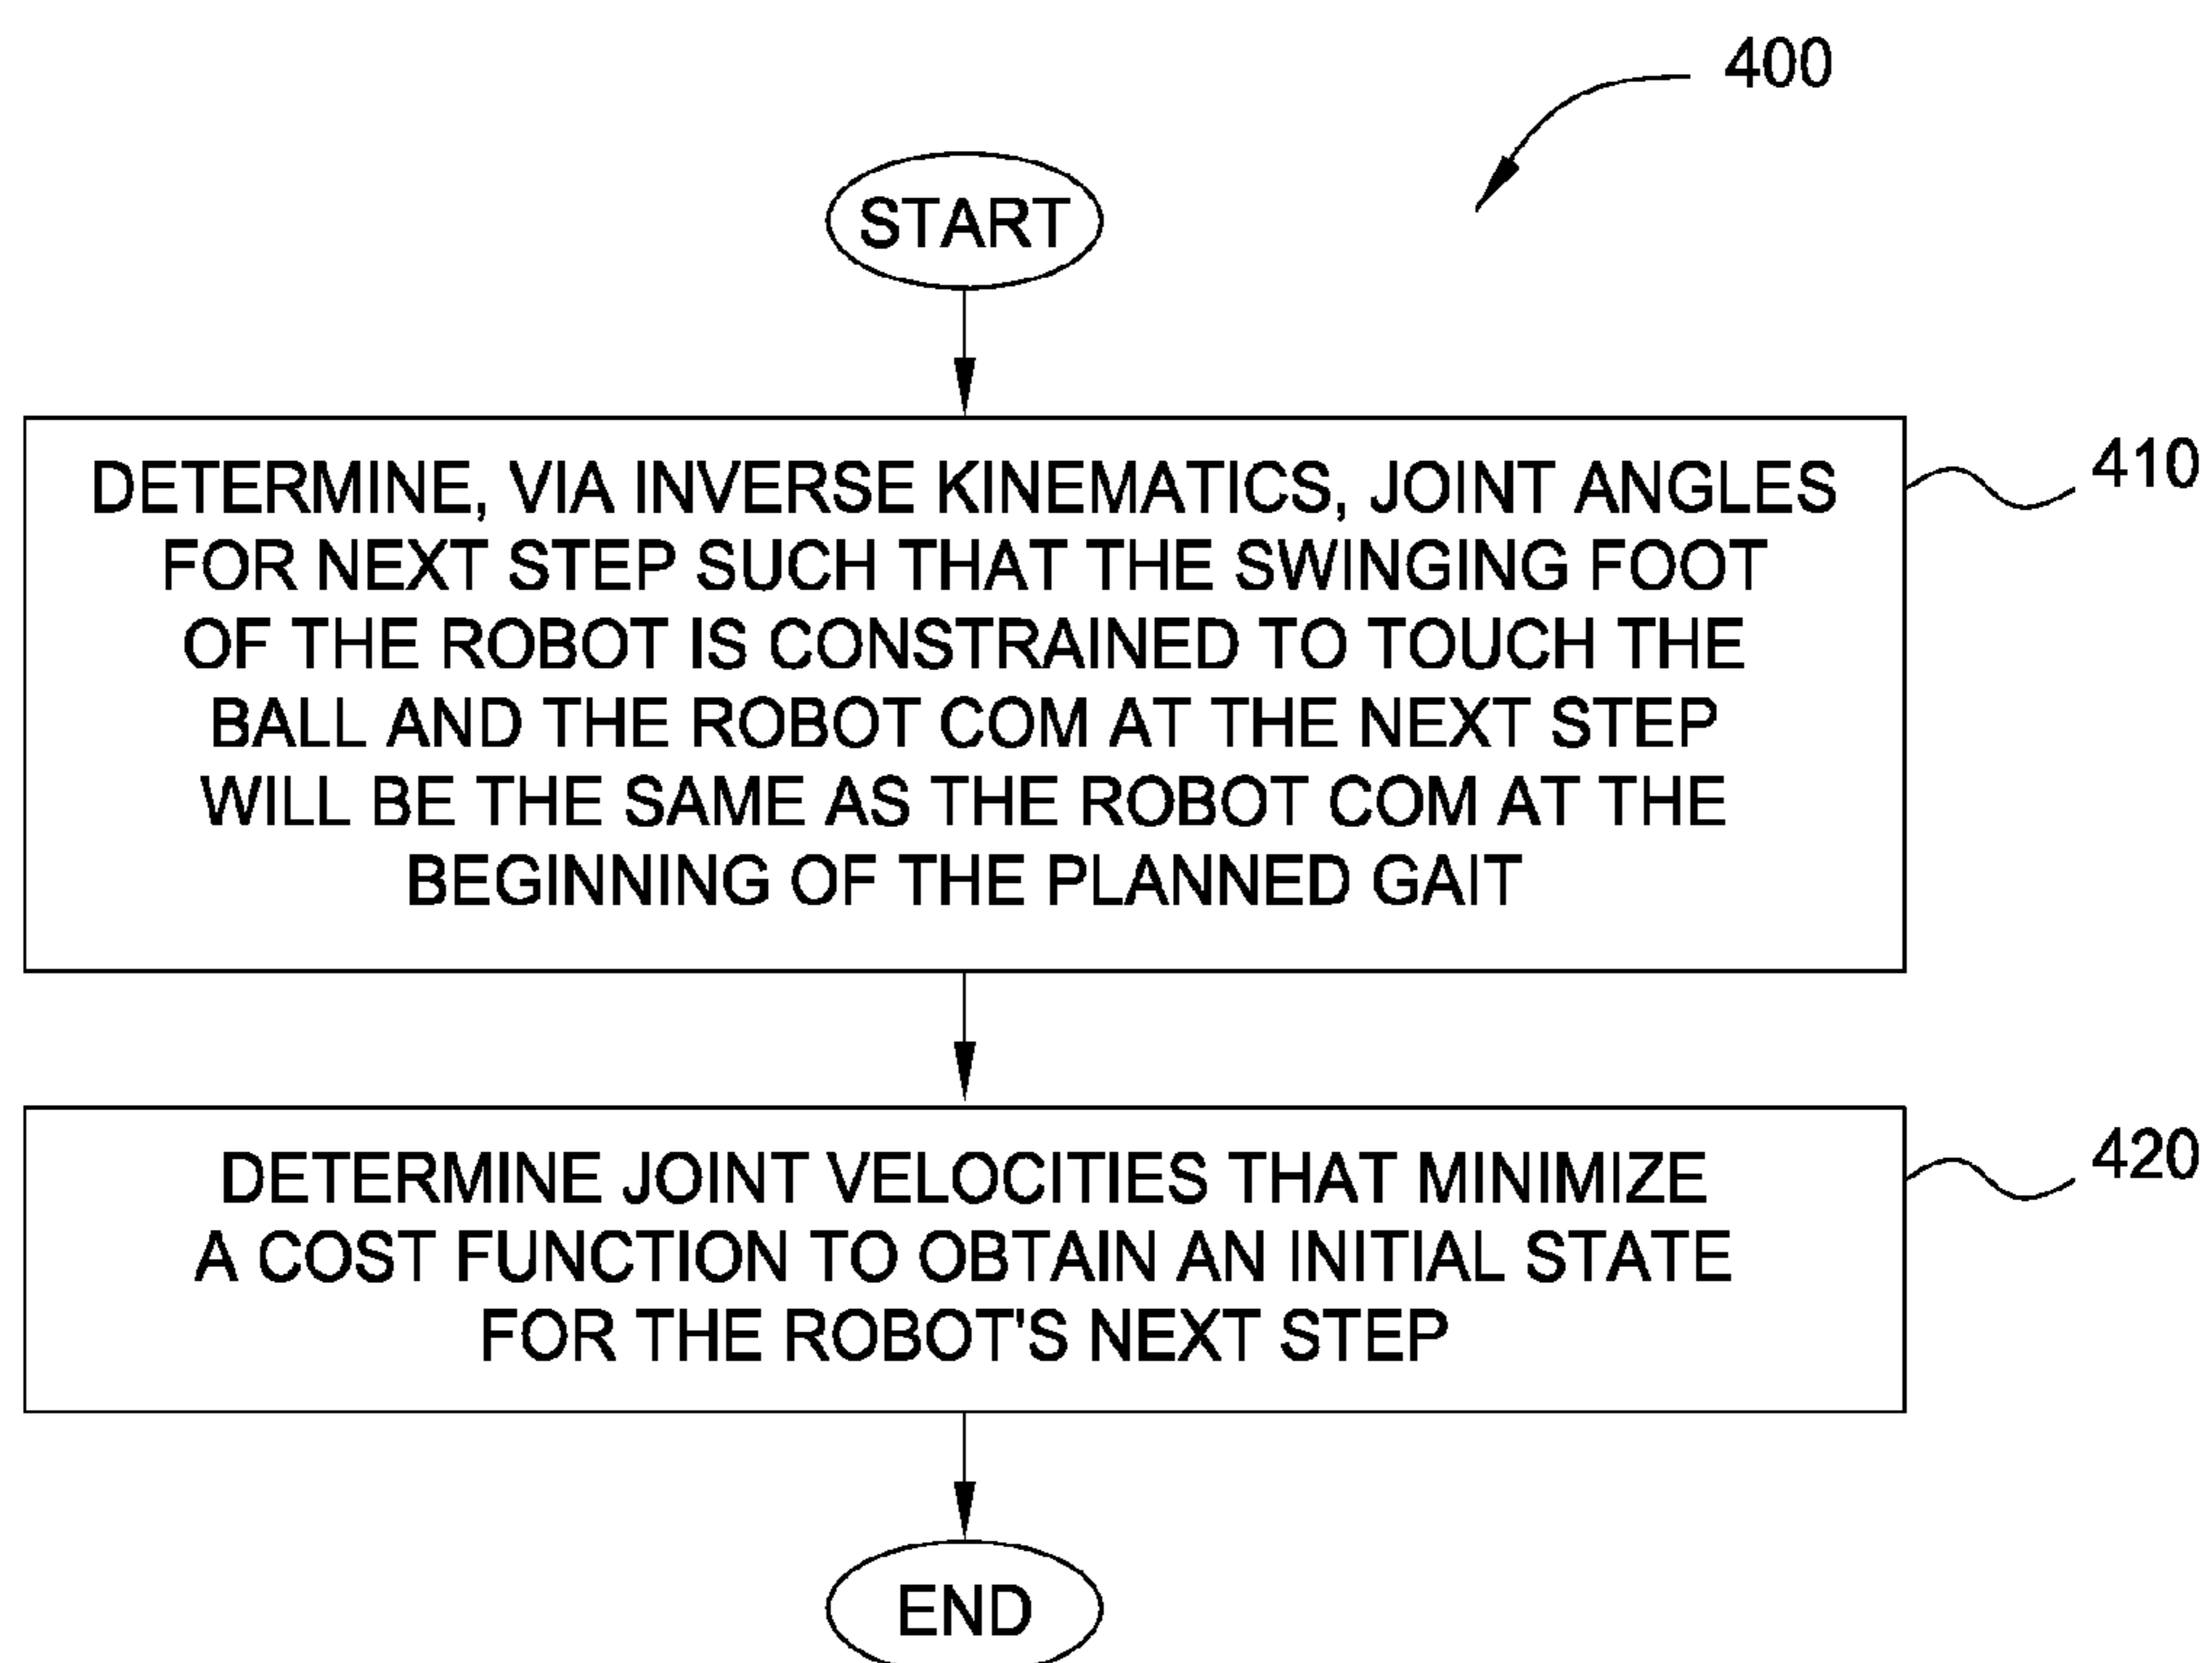 400
START
DETERMINE, VIA INVERSE KINEMATICS, JOINT ANGLES
FOR NEXT STEP SUCH THAT THE SWINGING FOOT
OF THE ROBOT IS CONSTRAINED TO TOUCH THE
BALL AND THE ROBOT COM AT THE NEXT STEP
WILL BE THE SAME AS THE ROBOT COM AT THE
BEGINNING OF THE PLANNED GAIT
410
DETERMINE JOINT VELOCITIES THAT MINIMIZE
A COST FUNCTION TO OBTAIN AN INITIAL STATE
FOR THE ROBOT'S NEXT STEP
420
END